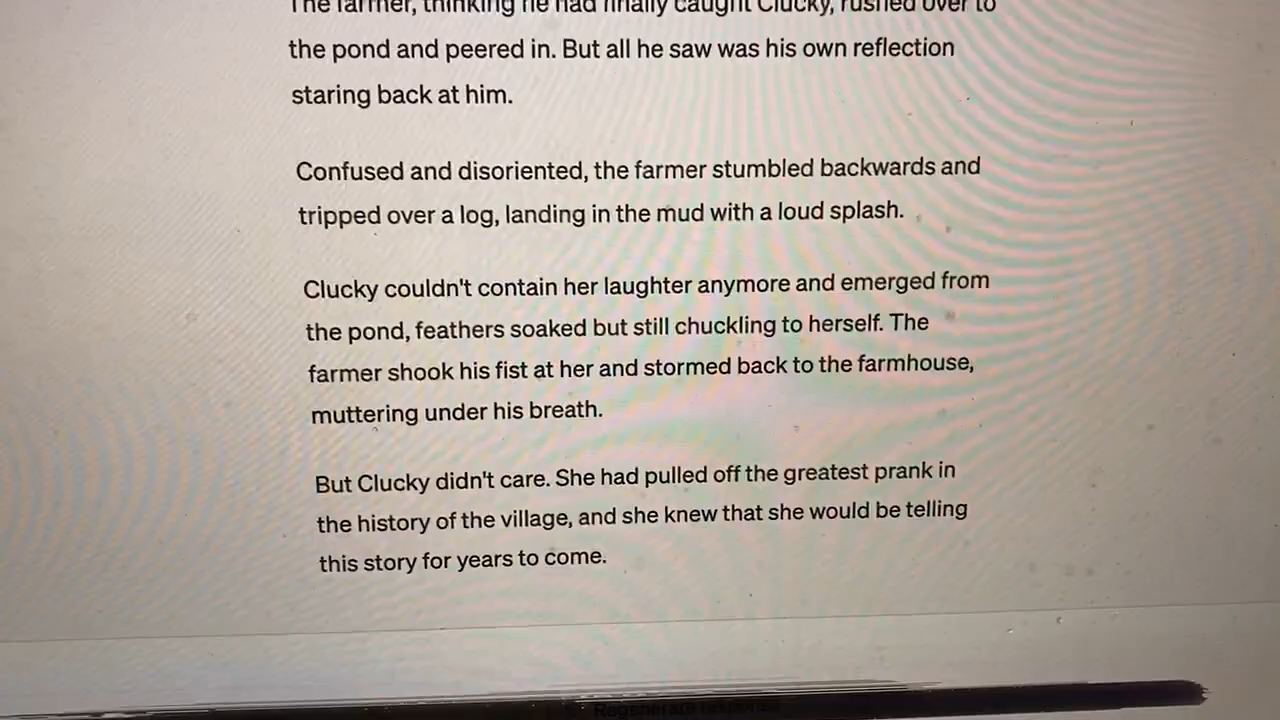 The farmer, thinking he had finally caught Clucky, rushed over to
the pond and peered in. But all he saw was his own reflection
staring back at him.
Confused and disoriented, the farmer stumbled backwards and
tripped over a log, landing in the mud with a loud splash.
Clucky couldn't contain her laughter anymore and emerged from
the pond, feathers soaked but still chuckling to herself. The
farmer shook his fist at her and stormed back to the farmhouse,
muttering under his breath.
But Clucky didn't care. She had pulled off the greatest prank in
the history of the village, and she knew that she would be telling
this story for years to come.
Regenerate response